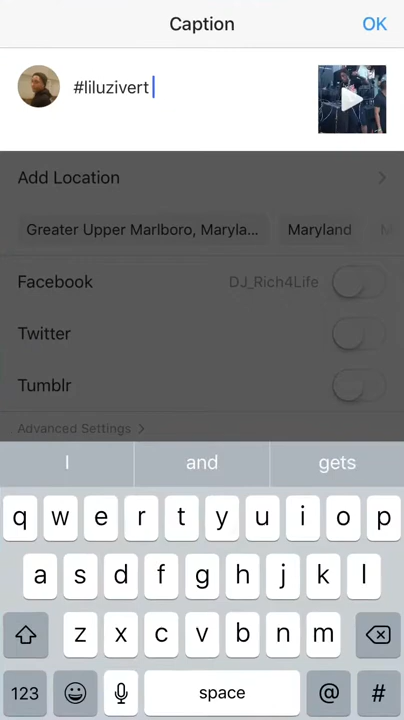 Caption OK
#liluzivert
Add Location
Greater Upper Marlboro, Maryla... Maryland M
Facebook DJ_Rich4Life
Twitter
Tumblr
Advanced Settings
I and gets
q w e r t y u i o p
a s d f g h j k l
z x c v b n m
123 space @ #